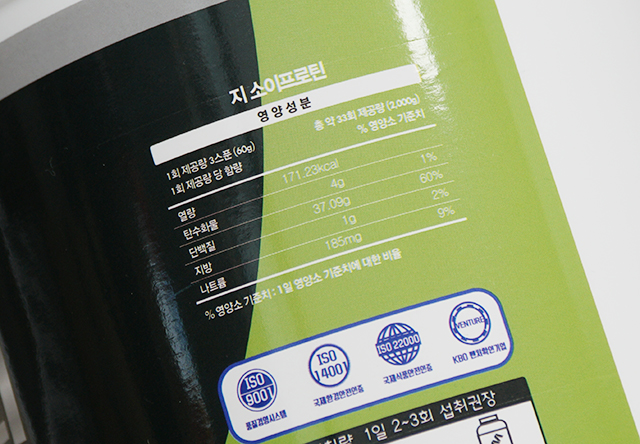 지 소이프로틴
영 양 성 분
총 약 33회 제공량 (2,000g)
1회 제공량 3스푼 (60g)
1회 제공량 당 함량 % 영양소 기준치
열량 171.23kcal
탄수화물 4g 1%
단백질 37.09g 60%
지방 1g 2%
나트륨 185mg 9%
% 영양소 기준치 : 1일 영양소 기준치에 대한 비율
ISO 9001
품질경영시스템
ISO 14001
국제환경안전인증
ISO 22000
국제식품안전인증
VENTURE
KBO 벤처확인기업
1일 2~3회 섭취권장